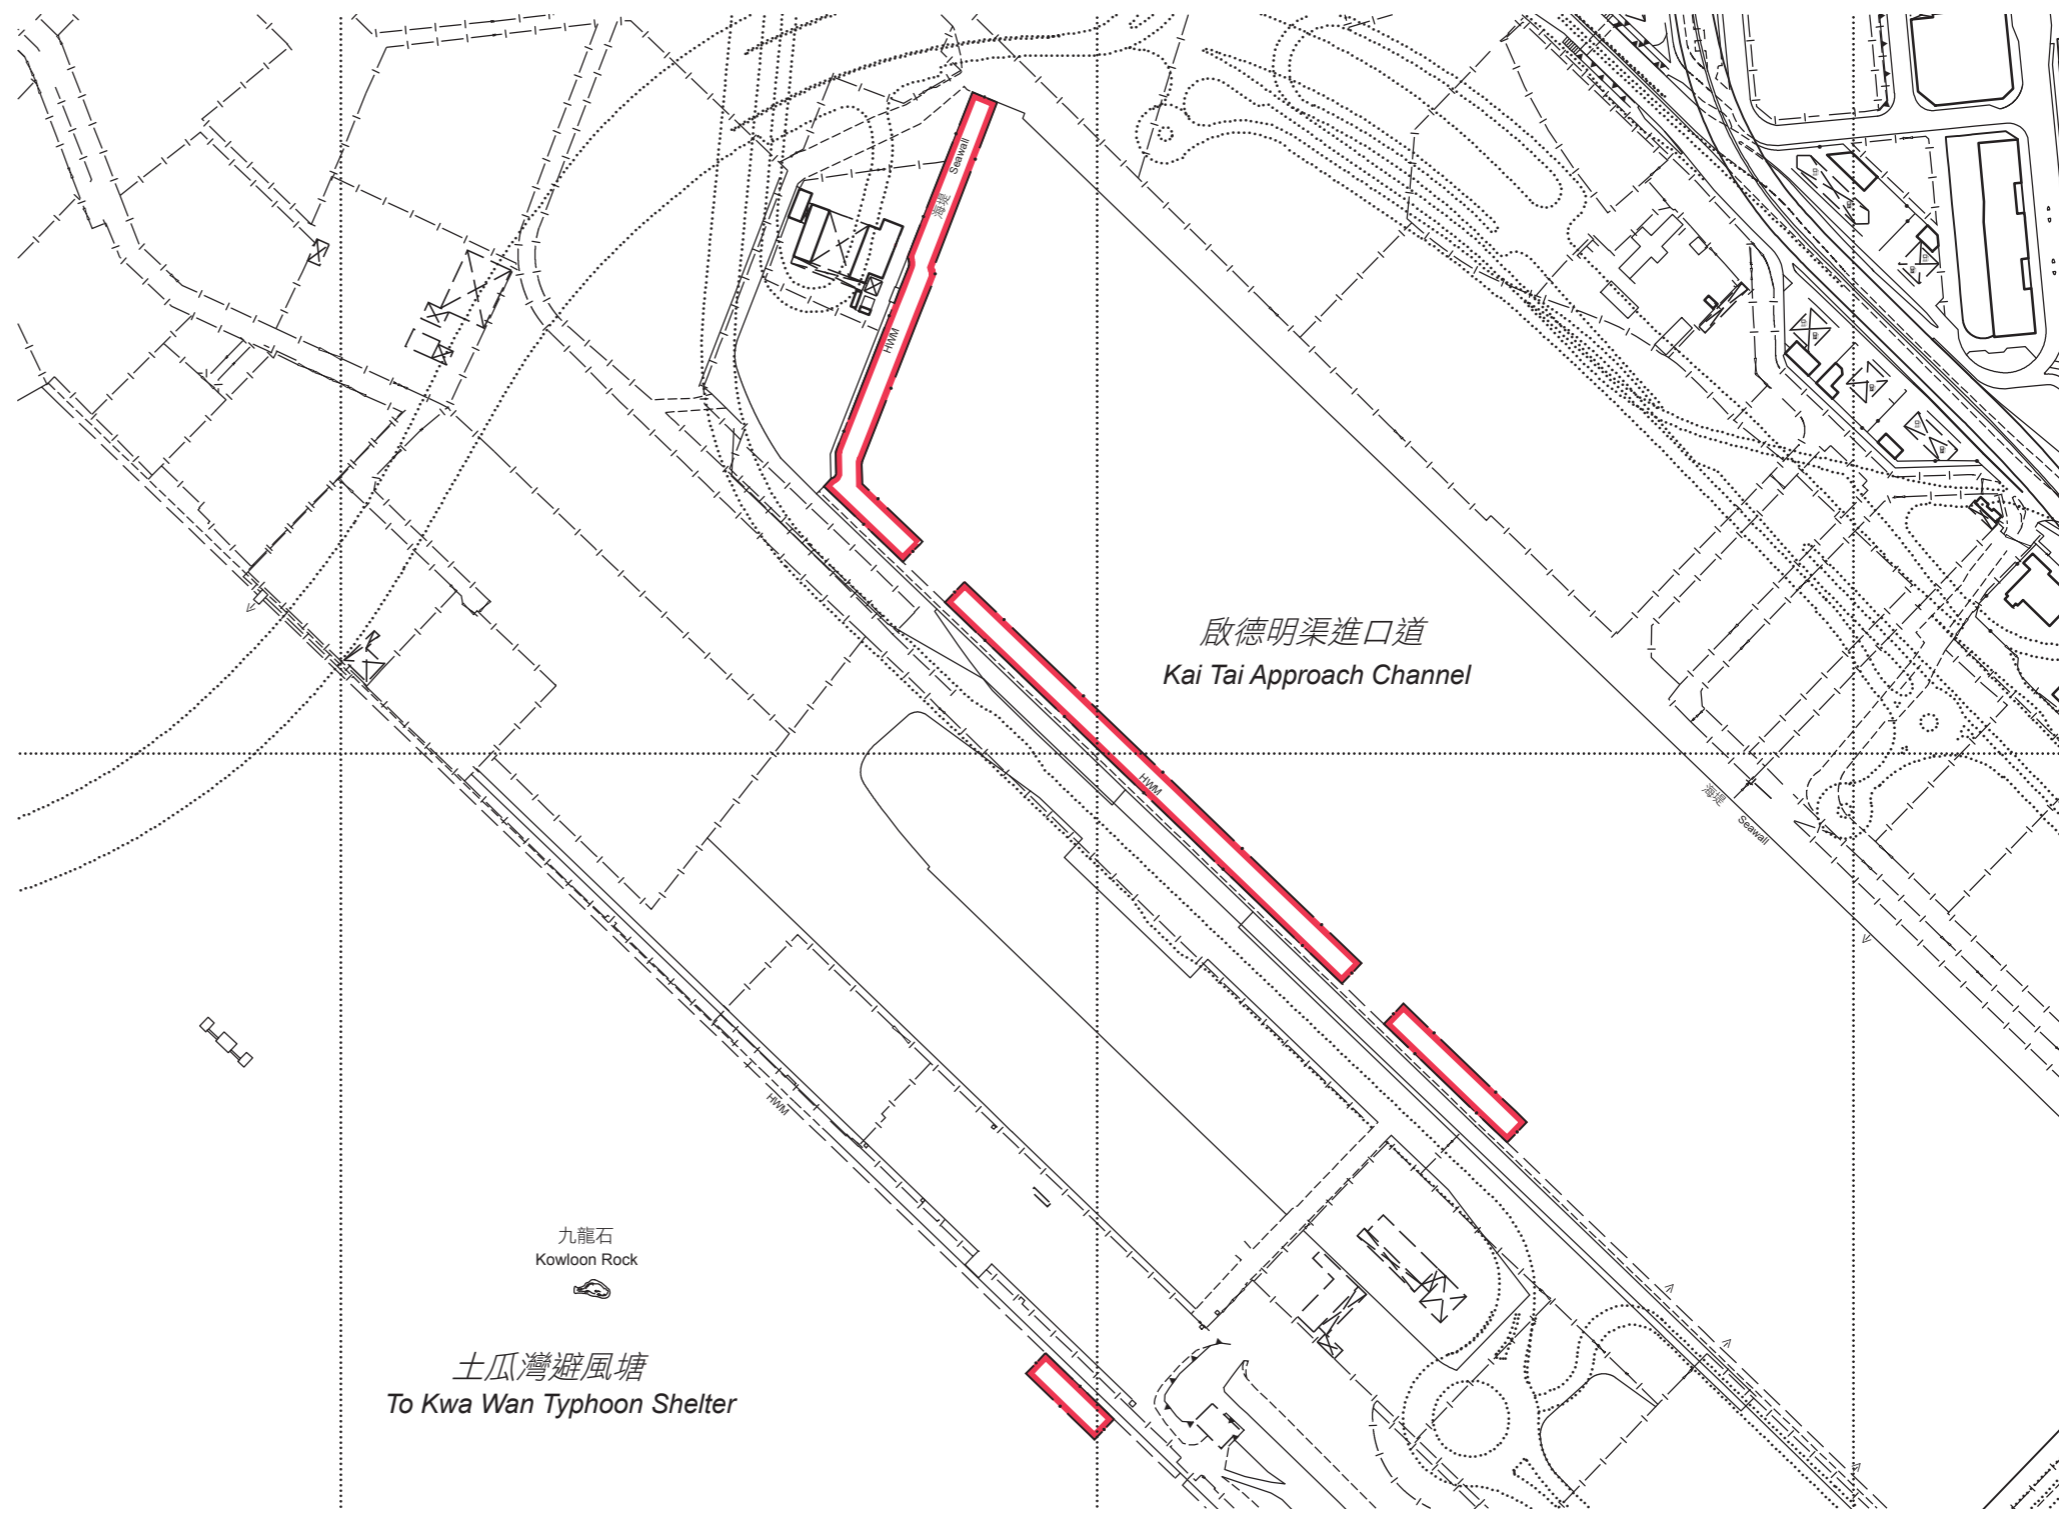 Seawall
海堤
HWM
啟德明渠進口道
Kai Tai Approach Channel
HWM
海堤
Seawall
HWM
九龍石
Kowloon Rock
土瓜灣避風塘
To Kwa Wan Typhoon Shelter